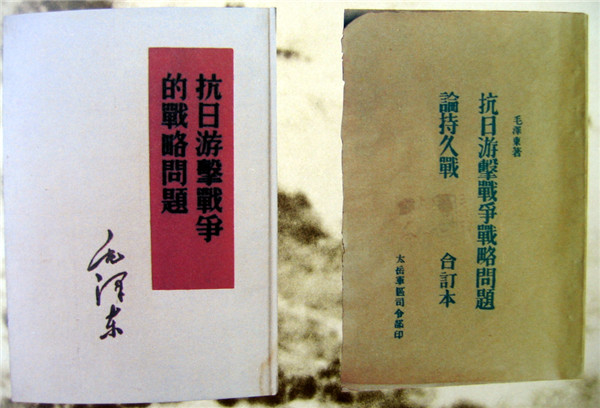 抗日游擊戰爭
的戰略問題
毛澤东
毛澤東著
抗日游擊戰爭戰略問題
論持久戰 合訂本
太岳軍區司令部印